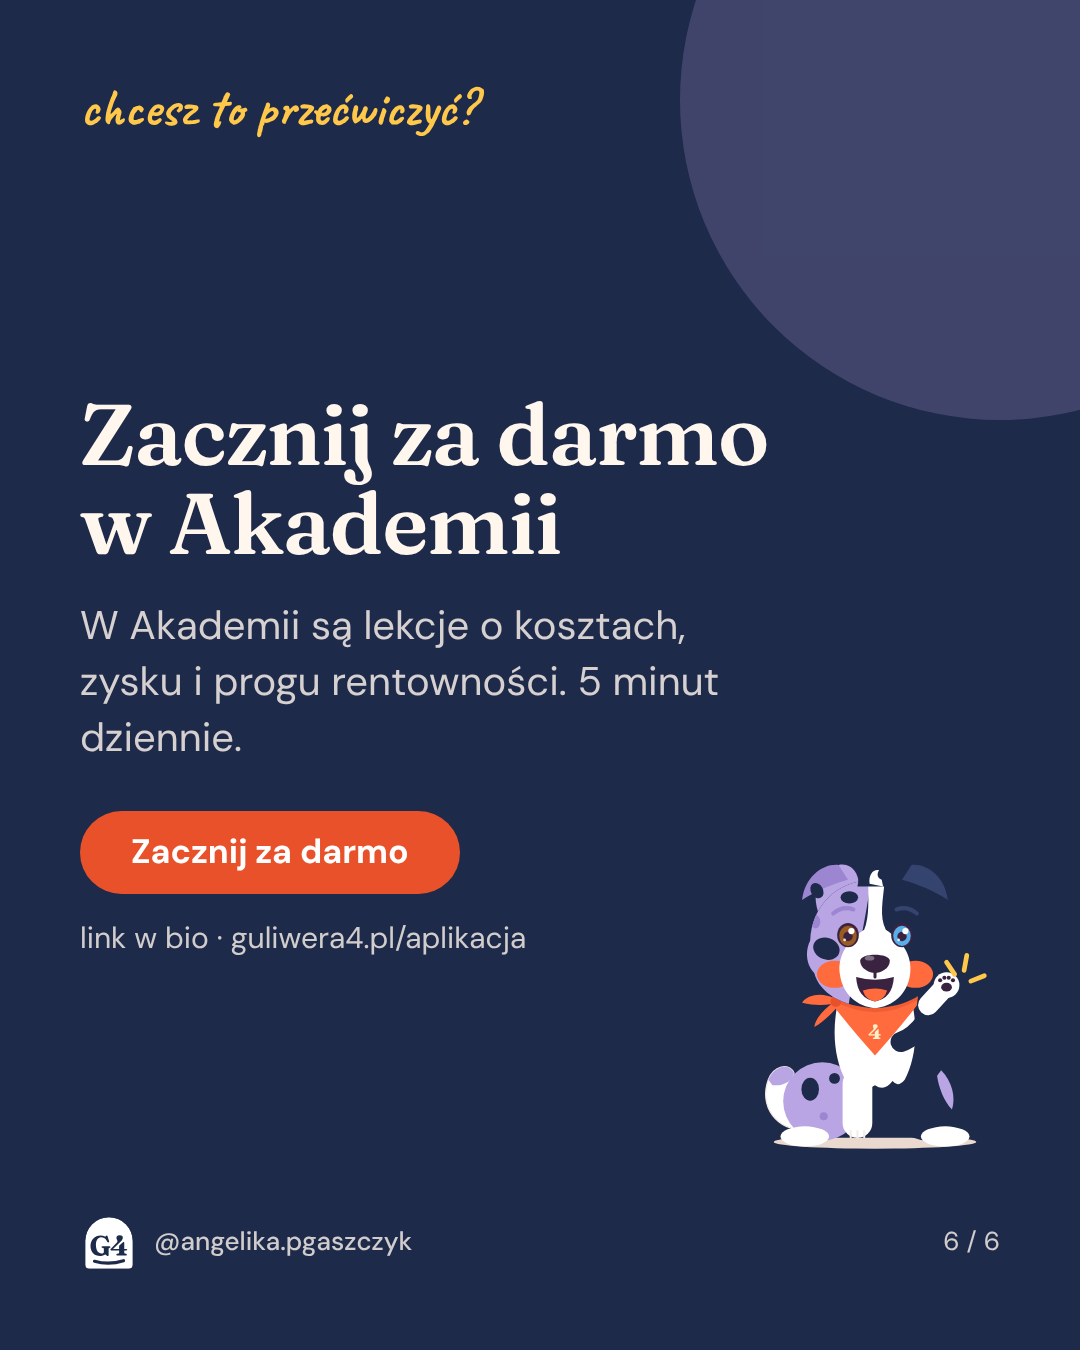 chcesz to przećwiczyć?
Zacznij za darmo
w Akademii
W Akademii są lekcje o kosztach,
zysku i progu rentowności. 5 minut
dziennie.
Zacznij za darmo
link w bio · guliwera4.pl/aplikacja
4
G4
@angelika.pgaszczyk
6 / 6